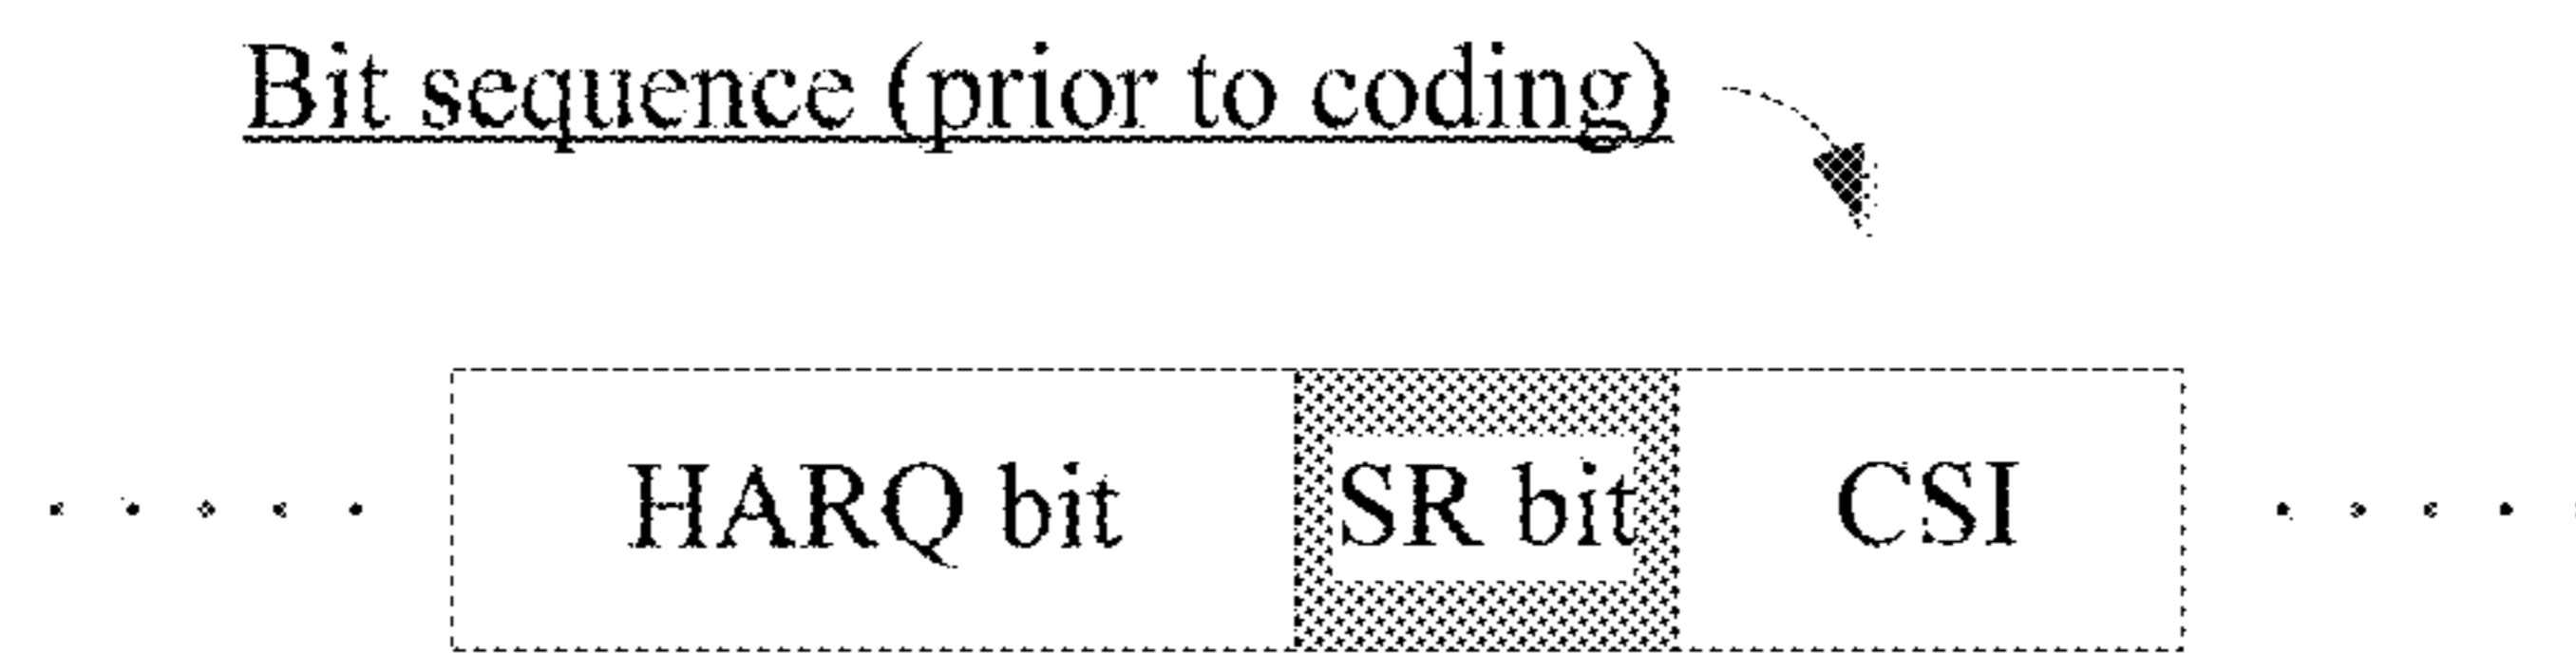 Bit sequence (prior to coding)
HARQ bit SR bit CSI